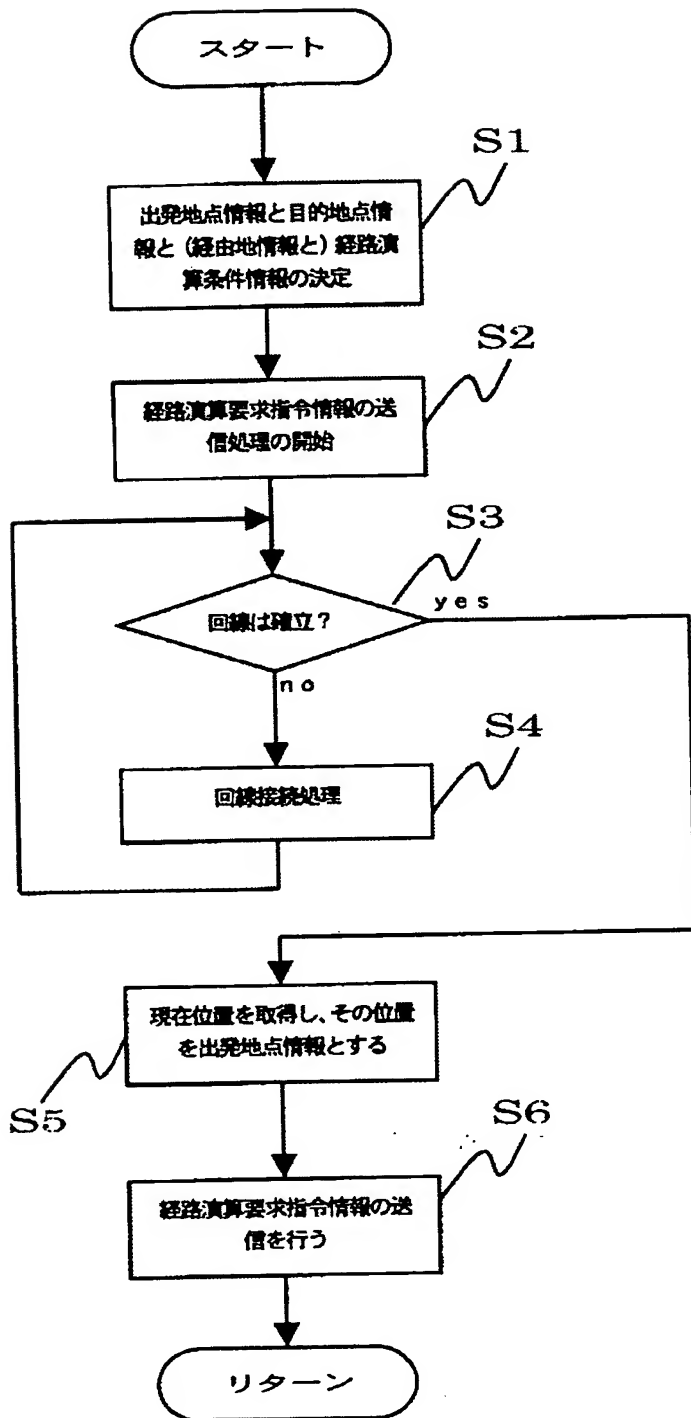 スタート
S1
出発地点情報と目的地点情
報と(経由地情報と)経路演
算条件情報の決定
S2
経路演算要求指令情報の送
信処理の開始
S3
回線は確立?
yes
no
S4
回線接続処理
現在位置を取得し、その位置
を出発地点情報とする
S5
S6
経路演算要求指令情報の送
信を行う
リターン